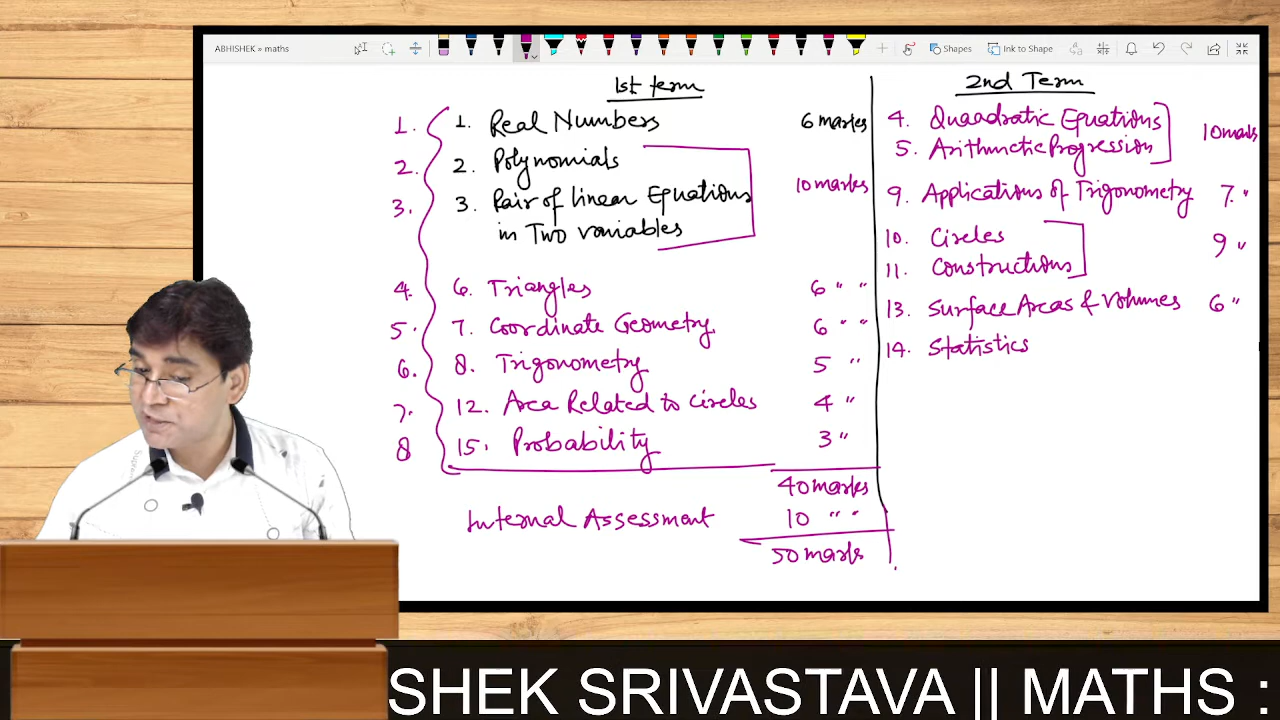 ABHISHEK » maths
Shapes
Ink to Shape
1st term
1. 1. Real Numbers 6 marks
2. 2. Polynomials
3. 3. Pair of linear Equations 10 marks
in Two variables
4. 6. Triangles 6 " "
5. 7. Coordinate Geometry 6 " "
6. 8. Trigonometry 5 "
7. 12. Area Related to Circles 4 "
8 15. Probability 3 "
40 marks
Internal Assessment 10 " "
50 marks
2nd Term
4. Quaadratic Equations
5. Arithmetic Progression 10 marks
9. Applications of Trigonometry 7. "
10. Circles
11. Constructions 9 "
13. Surface Areas & Volumes 6 "
14. Statistics
SHEK SRIVASTAVA || MATHS :